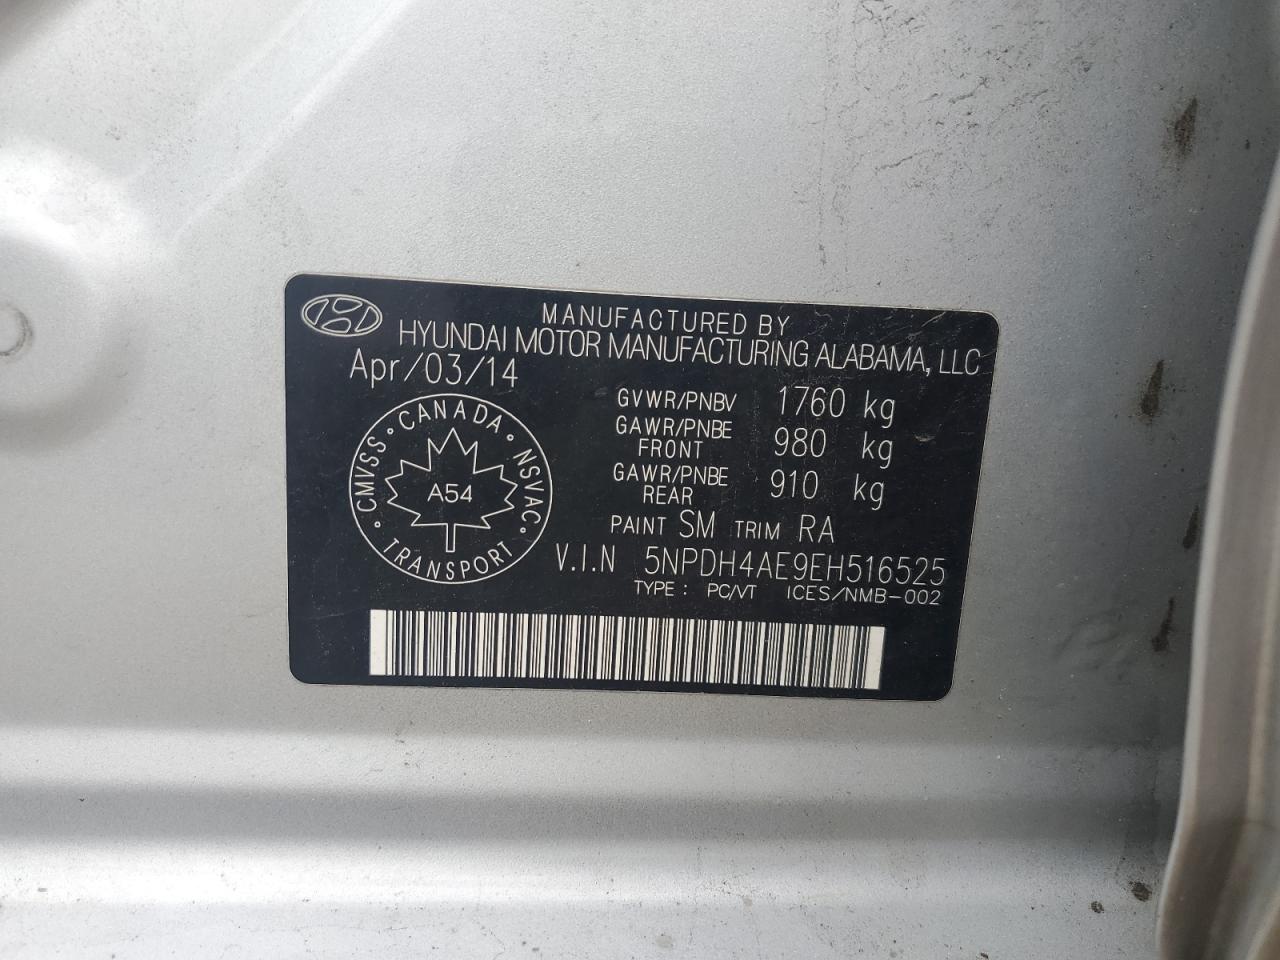 MANUFACTURED BY
HYUNDAI MOTOR MANUFACTURING ALABAMA, LLC
Apr/03/14
GVWR/PNBV 1760 kg
GAWR/PNBE FRONT 980 kg
GAWR/PNBE REAR 910 kg
CMVSS ∘ CANADA ∘ NSVAC ∘ TRANSPORT ∘
A54
PAINT SM TRIM RA
V.I.N 5NPDH4AE9EH516525
TYPE : PC/VT ICES/NMB-002